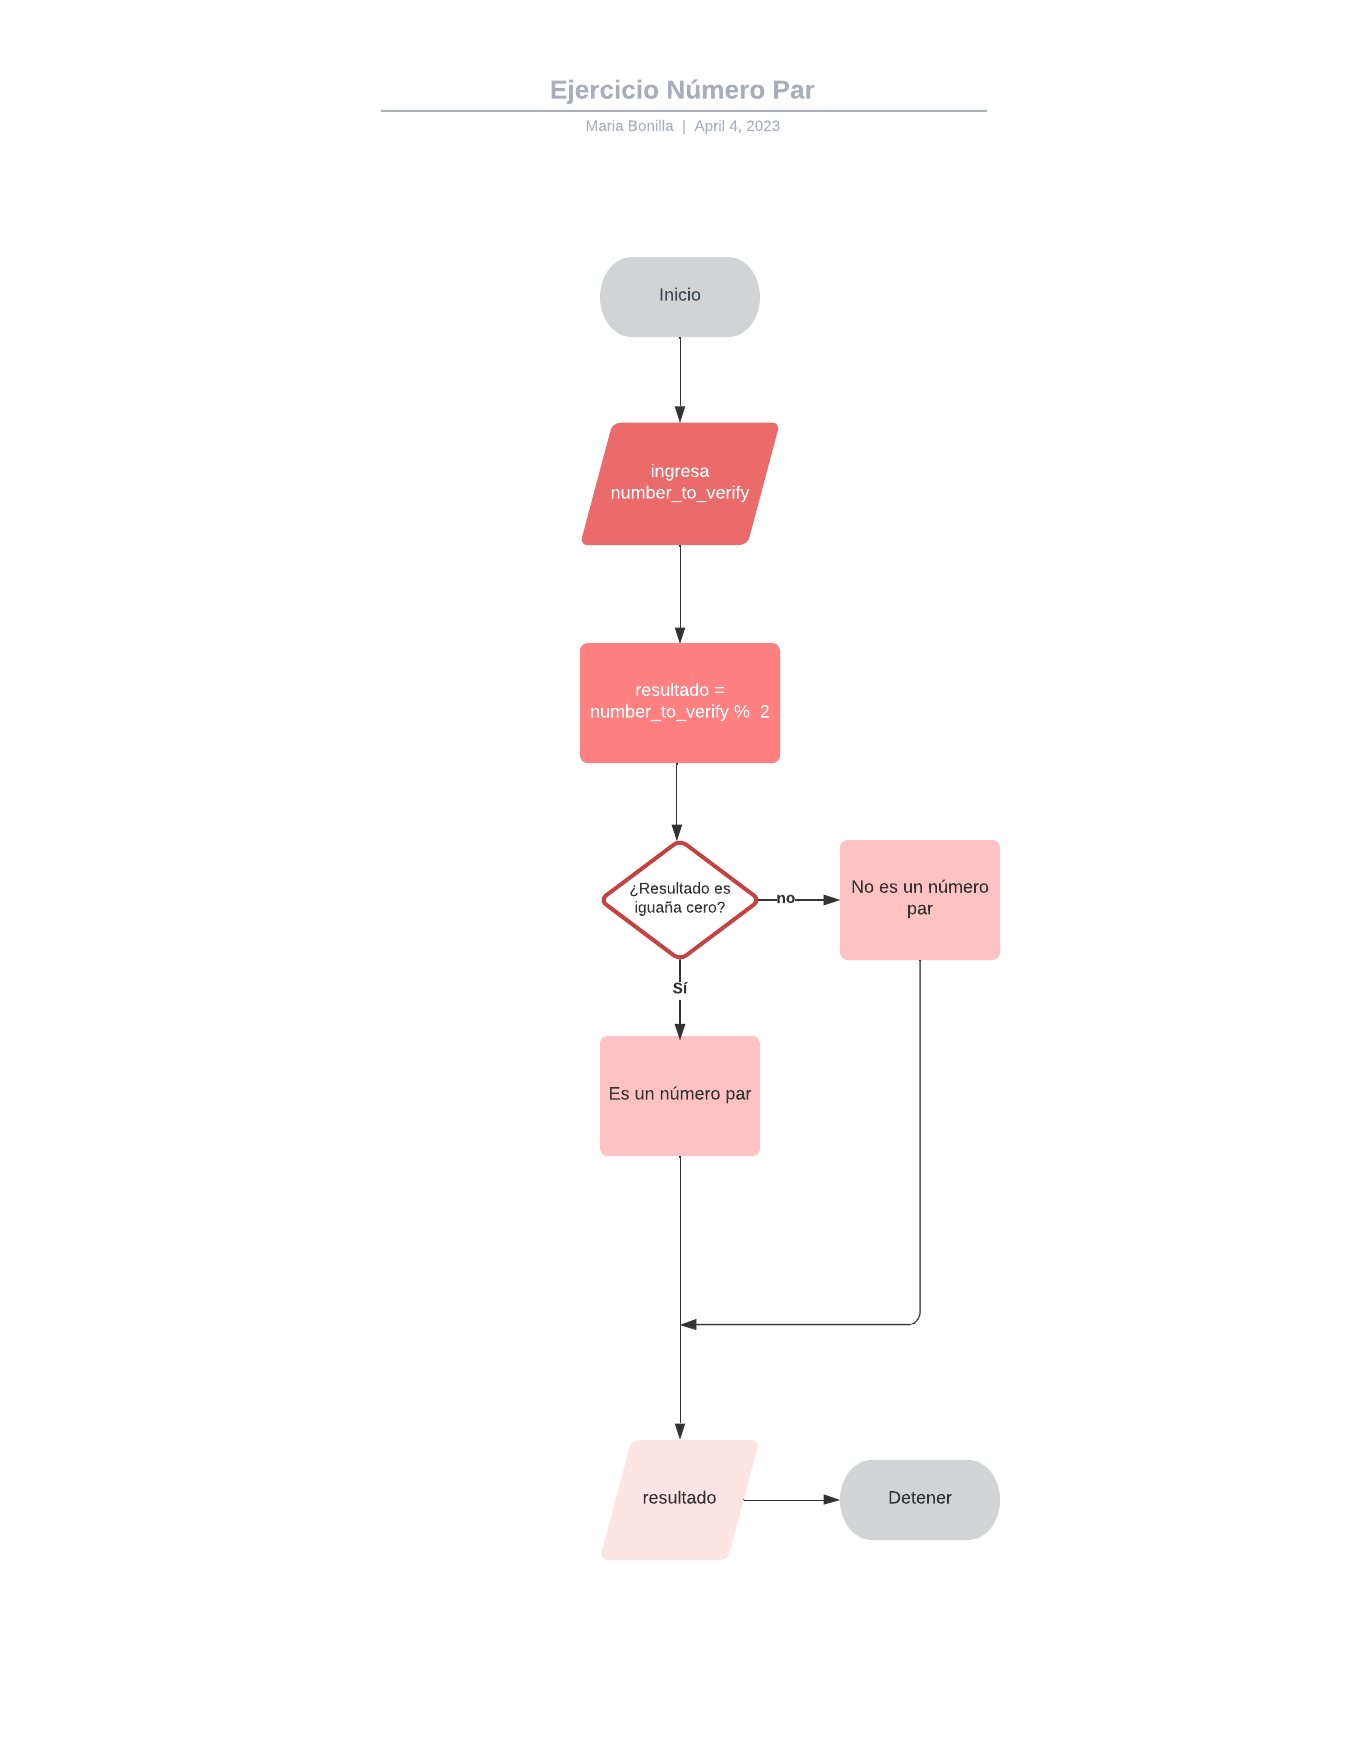 Ejercicio Número Par
Maria Bonilla | April 4, 2023
Inicio
ingresa
number_to_verify
resultado =
number_to_verify % 2
¿Resultado es
iguaña cero?
no
No es un número
par
Sí
Es un número par
resultado
Detener